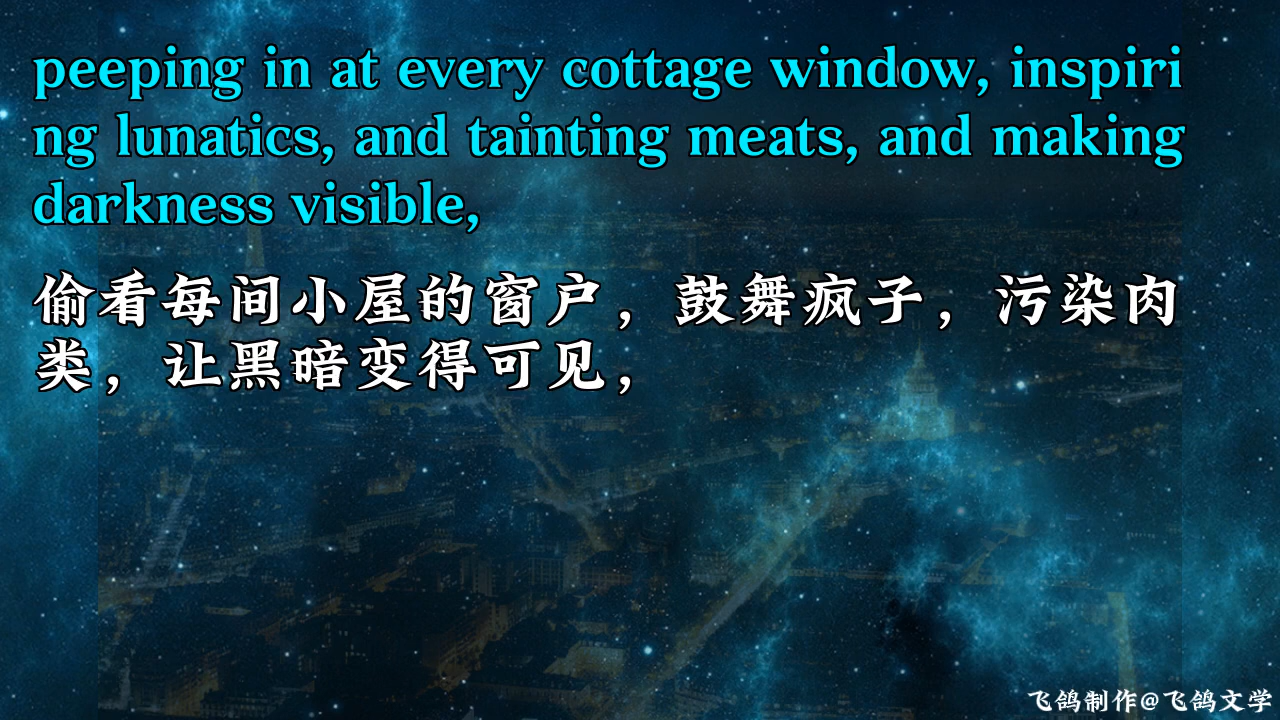 peeping in at every cottage window, inspiri
ng lunatics, and tainting meats, and making
darkness visible,
偷看每间小屋的窗户，鼓舞疯子，污染肉
类，让黑暗变得可见，
飞鸽制作@飞鸽文学